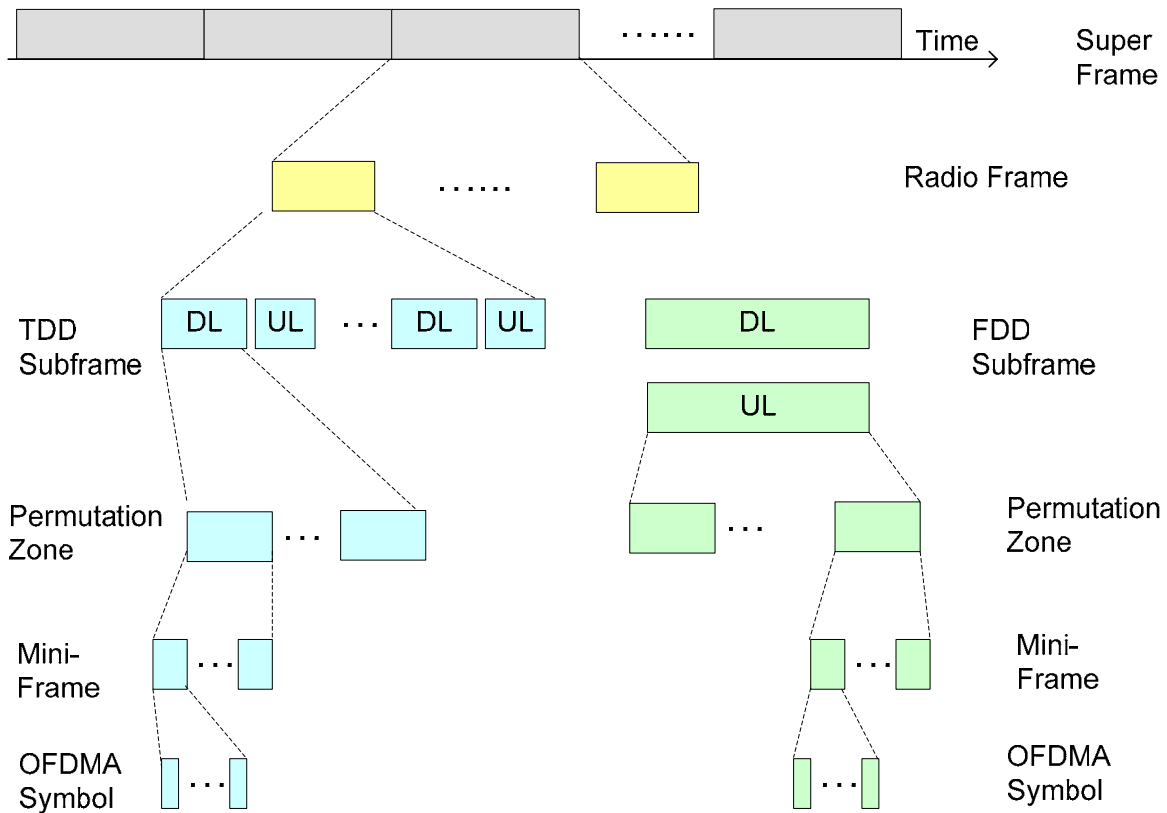 Time
Super
Frame
Radio Frame
TDD
Subframe
DL UL ... DL UL
DL
UL
FDD
Subframe
Permutation
Zone
Permutation
Zone
Mini-
Frame
Mini-
Frame
OFDMA
Symbol
OFDMA
Symbol